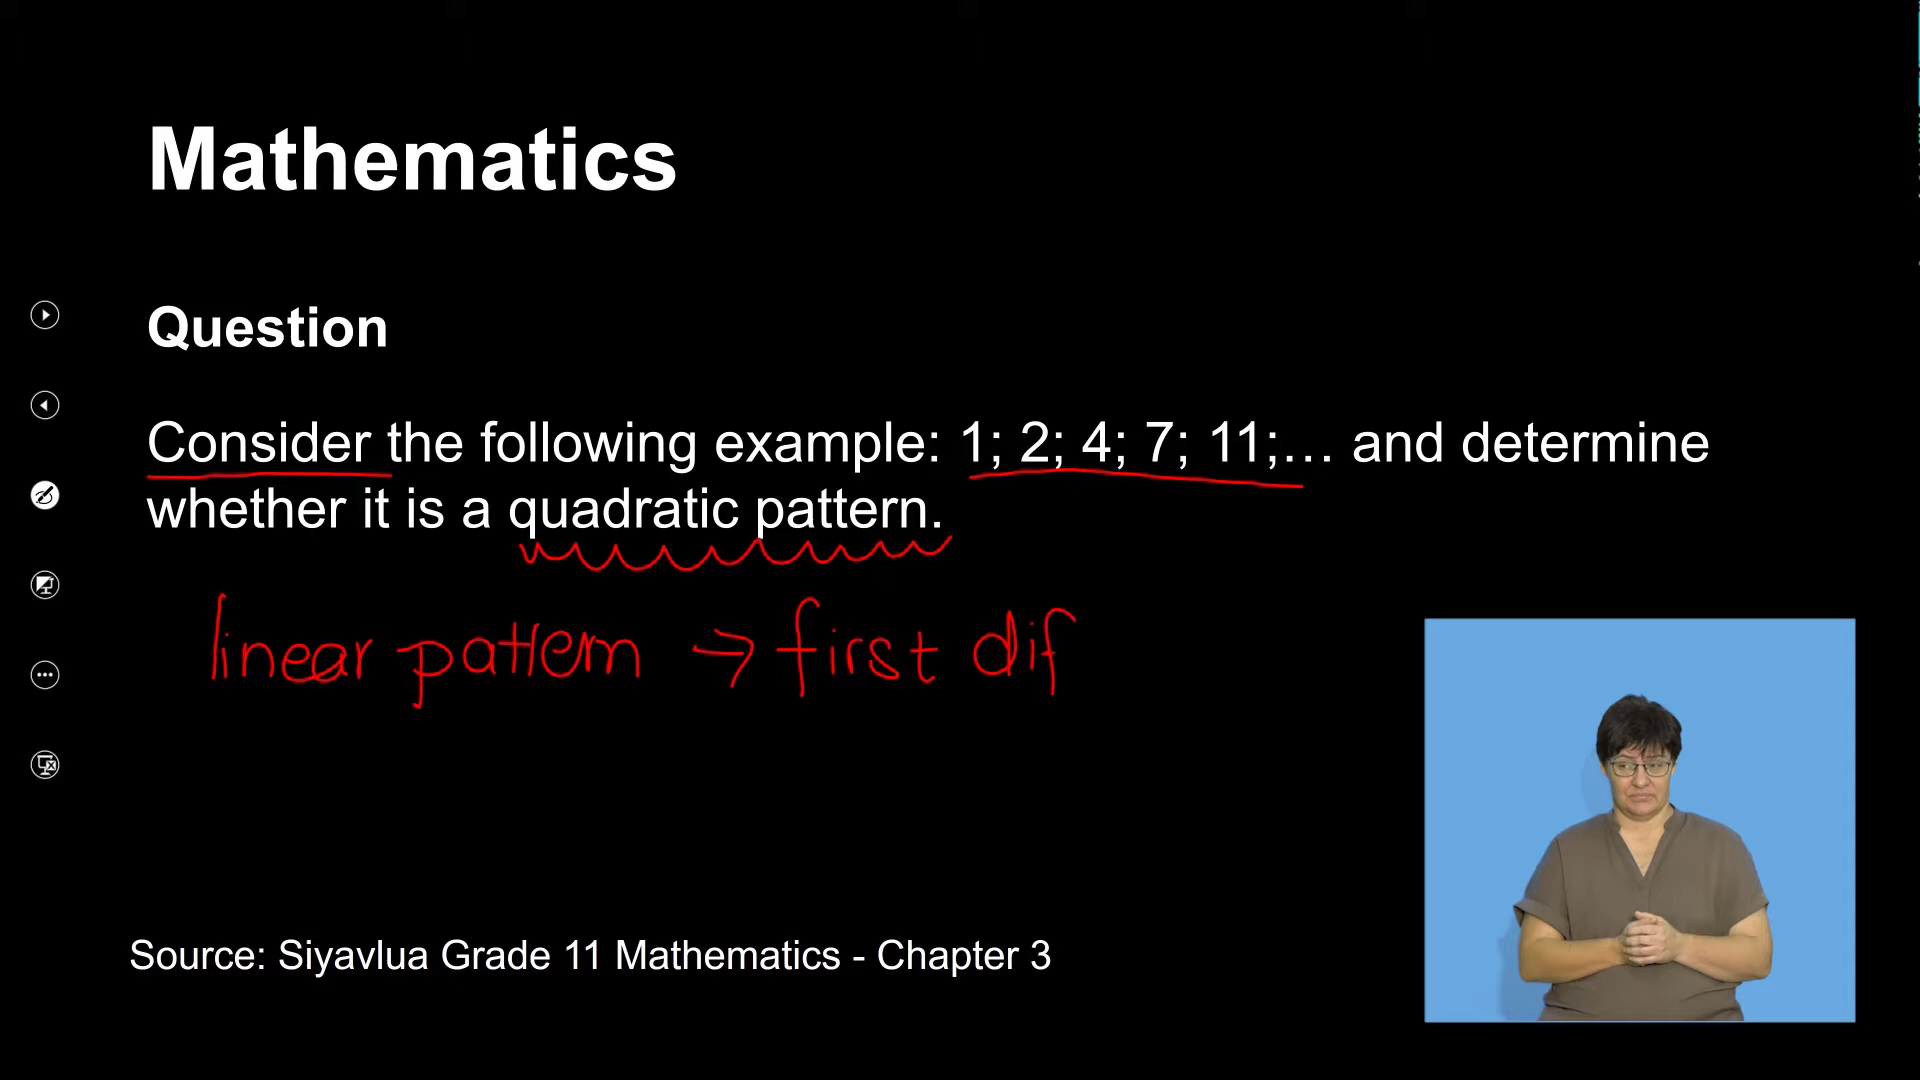 Mathematics
Question
Consider the following example: 1; 2; 4; 7; 11;… and determine
whether it is a quadratic pattern.
linear pattern → first dif
Source: Siyavlua Grade 11 Mathematics - Chapter 3